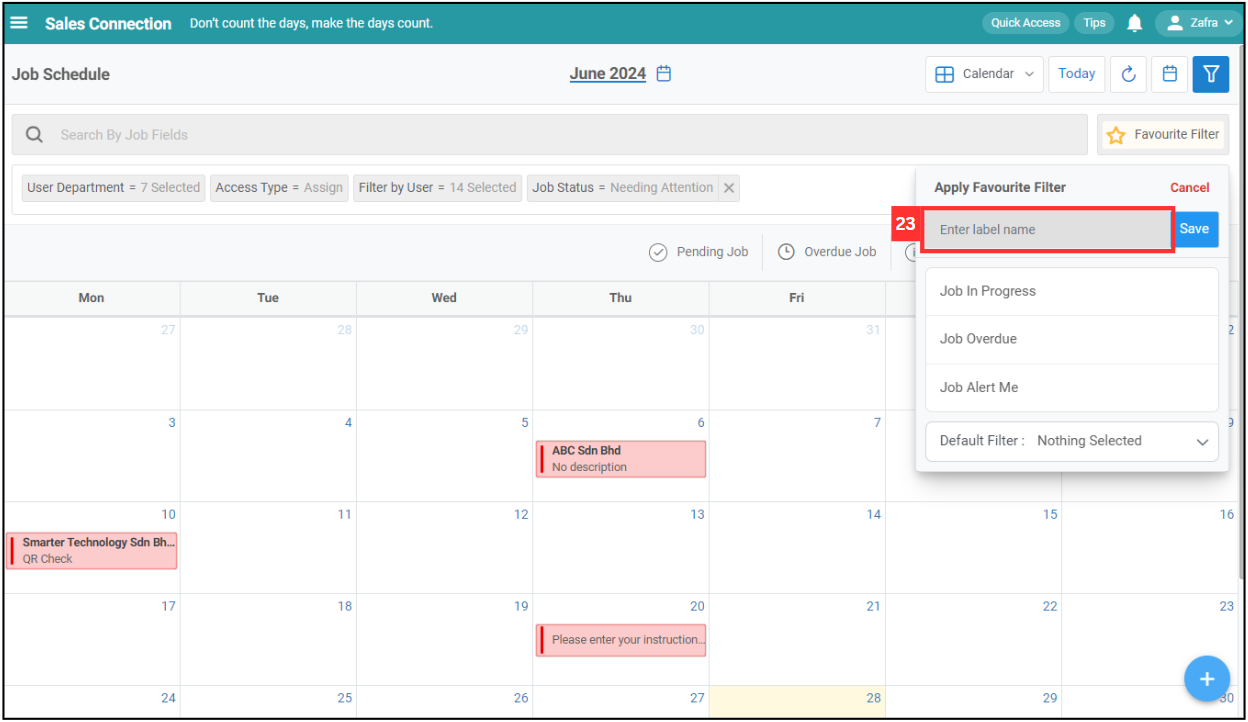 Sales Connection Don't count the days, make the days count. Quick Access Tips Zafra
Job Schedule June 2024 Calendar Today
Search By Job Fields Favourite Filter
User Department = 7 Selected Access Type = Assign Filter by User = 14 Selected Job Status = Needing Attention
Apply Favourite Filter Cancel
23 Enter label name Save
Pending Job Overdue Job
Job In Progress
Job Overdue
Job Alert Me
Default Filter : Nothing Selected
Mon Tue Wed Thu Fri
27 28 29 30 31 2
3 4 5 6 7 9
ABC Sdn Bhd
No description
10 11 12 13 14 15 16
Smarter Technology Sdn Bh...
QR Check
17 18 19 20 21 22 23
Please enter your instruction...
24 25 26 27 28 29 30